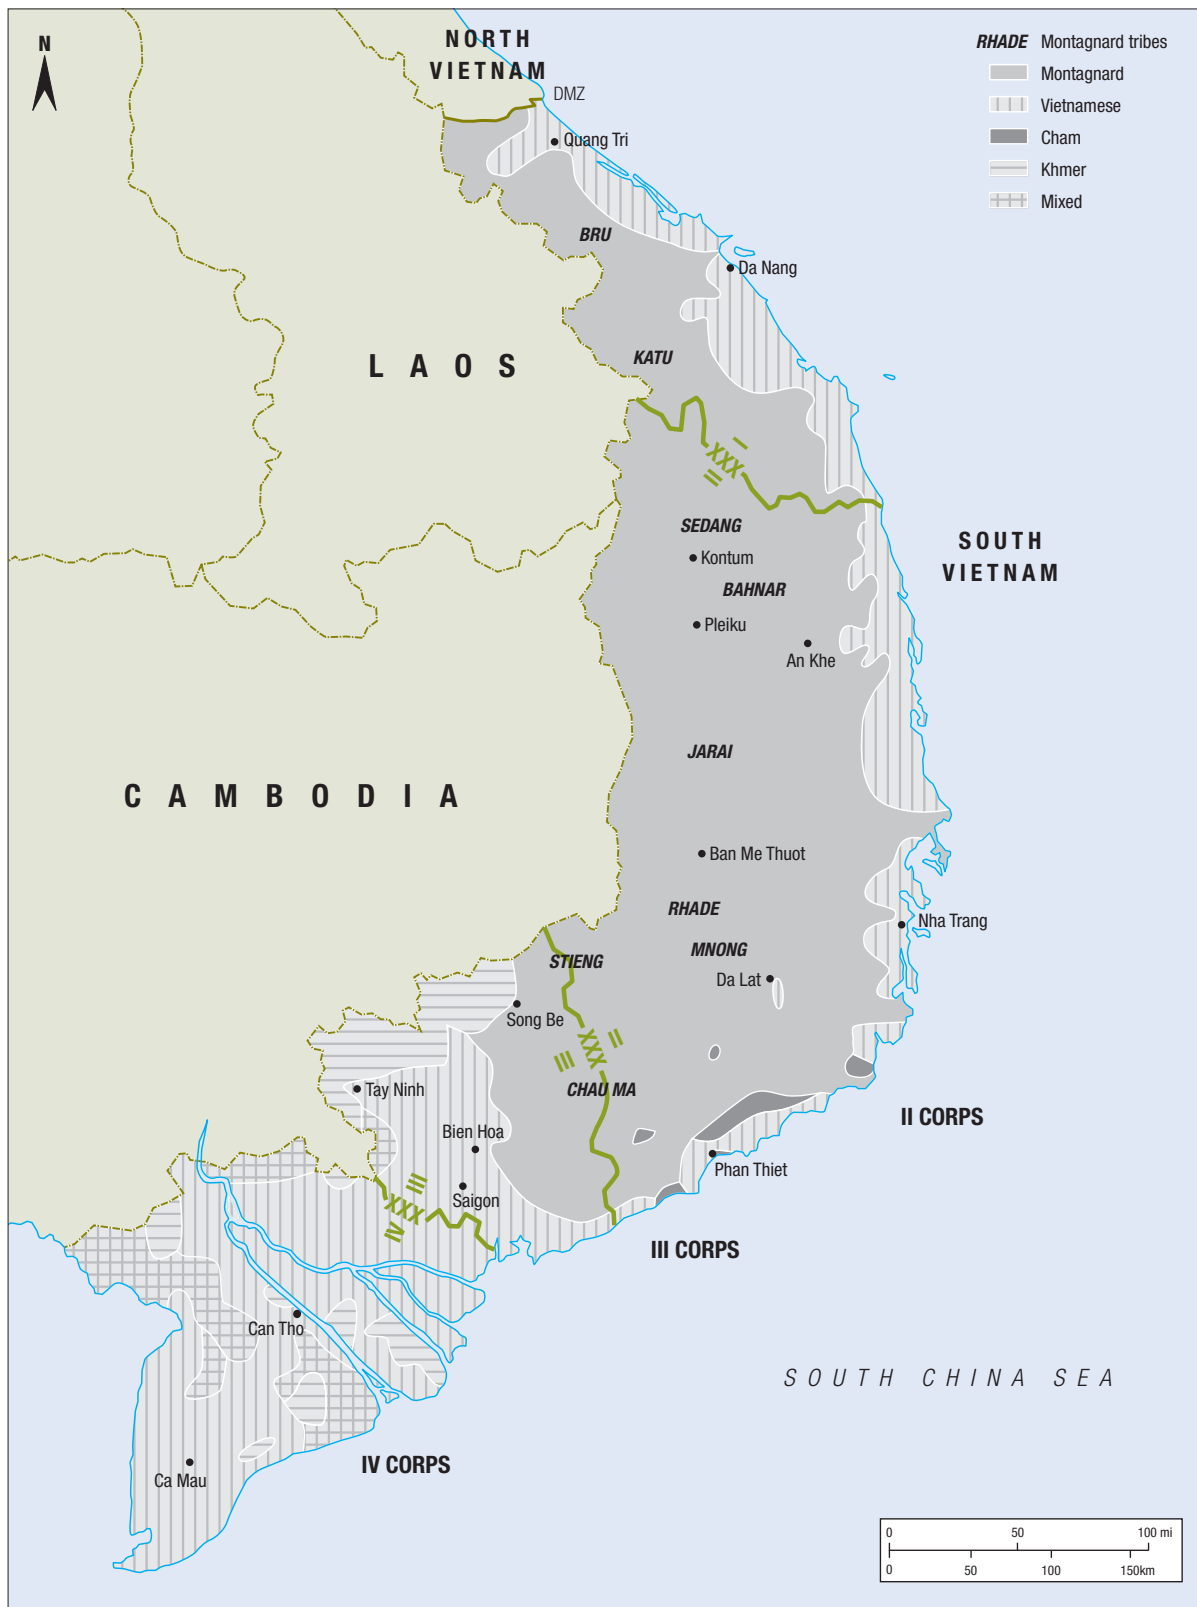 N
NORTH
VIETNAM
DMZ
RHADE Montagnard tribes
Montagnard
Vietnamese
Cham
Khmer
Mixed
Quang Tri
BRU
Da Nang
LAOS
KATU
I
XXX
II
SEDANG
Kontum
SOUTH
VIETNAM
BAHNAR
Pleiku
An Khe
JARAI
CAMBODIA
Ban Me Thuot
RHADE
Nha Trang
MNONG
STIENG
Da Lat
Song Be
II
XXX
III
CHAU MA
Tay Ninh
II CORPS
Bien Hoa
Phan Thiet
III
XXX
IV
Saigon
III CORPS
Can Tho
SOUTH CHINA SEA
IV CORPS
Ca Mau
0 50 100 mi
0 50 100 150km